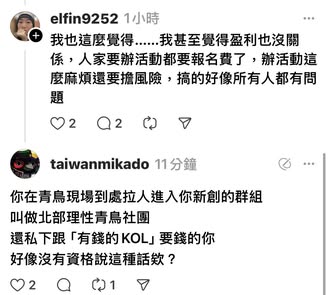 elfin9252 1小時
我也這麼覺得......我甚至覺得盈利也沒關
係，人家要辦活動都要報名費了，辦活動這
麼麻煩還要擔風險，搞的好像所有人都有問
題
2 2
taiwanmikado 11分鐘
你在青鳥現場到處拉人進入你新創的群組
叫做北部理性青鳥社團
還私下跟「有錢的KOL」要錢的你
好像沒有資格說這種話欸？
2 1